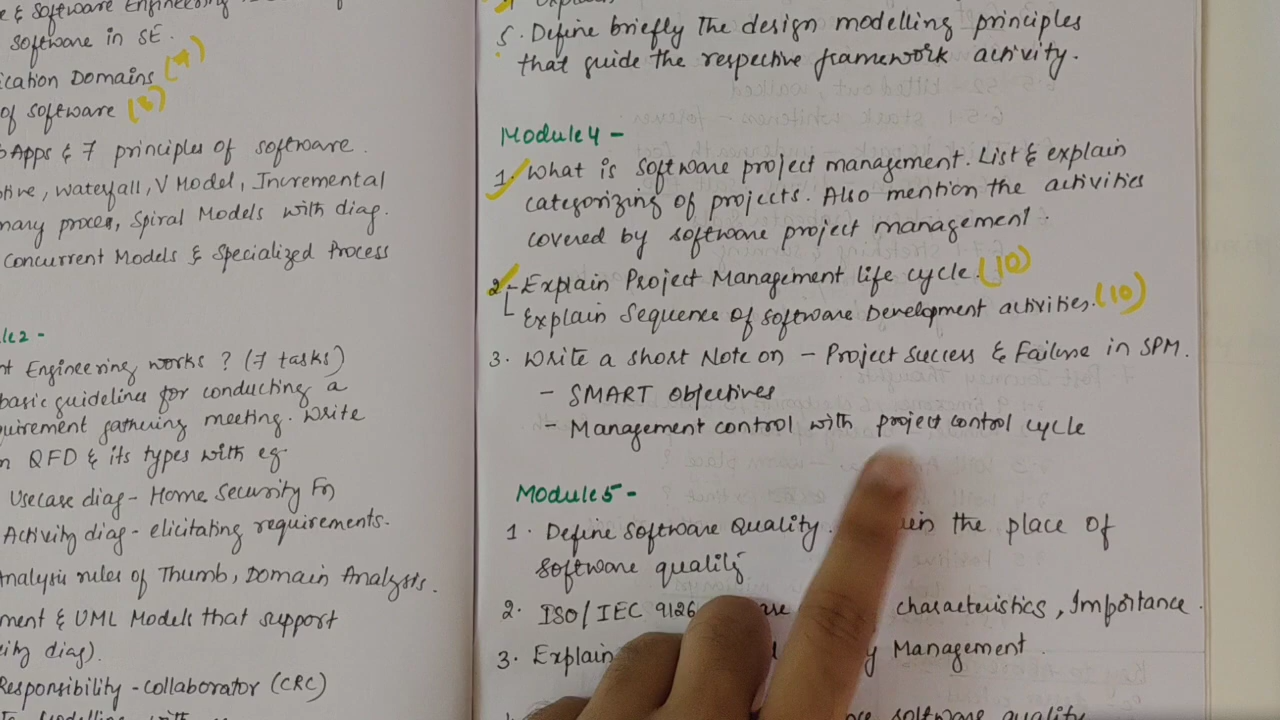 & Software Engineering
software in SE.
ication Domains (4)
of software (8)
Apps & 7 principles of software.
tive, Waterfall, V Model, Incremental
nary process, Spiral Models with diag.
Concurrent Models & Specialized Process
le 2 -
nt Engineering works? (7 tasks)
basic guidelines for conducting a
quirement gathering meeting. Write
n QFD & its types with eg.
Usecase diag - Home Security Fn
Activity diag - elicitating requirements.
Analysis rules of Thumb, Domain Analysis.
ment & UML Models that support
ity diag).
Responsibility - collaborator (CRC)
5. Define briefly the design modelling principles
that guide the respective framework activity.
Module 4 -
1. What is software project management. List & explain
categorizing of projects. Also mention the activities
covered by software project management.
2. Explain Project Management life cycle. (10)
Explain Sequence of software Development activities. (10)
3. Write a short Note on - Project success & Failure in SPM.
- SMART objectives
- Management control with project control cycle
Module 5 -
1. Define software Quality. the place of
software quality
2. ISO/IEC 9126 characteristics, Importance.
3. Explain Management.
software quality